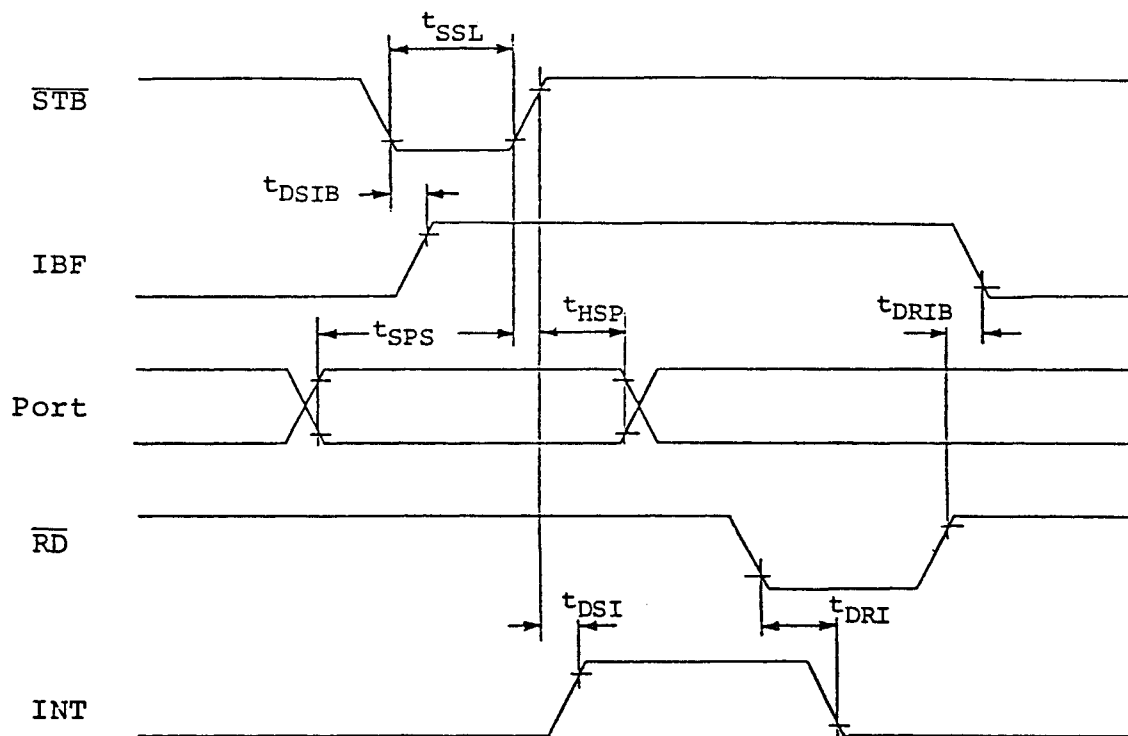 tSSL
STB
tDSIB
IBF
tSPS
tHSP
tDRIB
Port
RD
tDSI
tDRI
INT